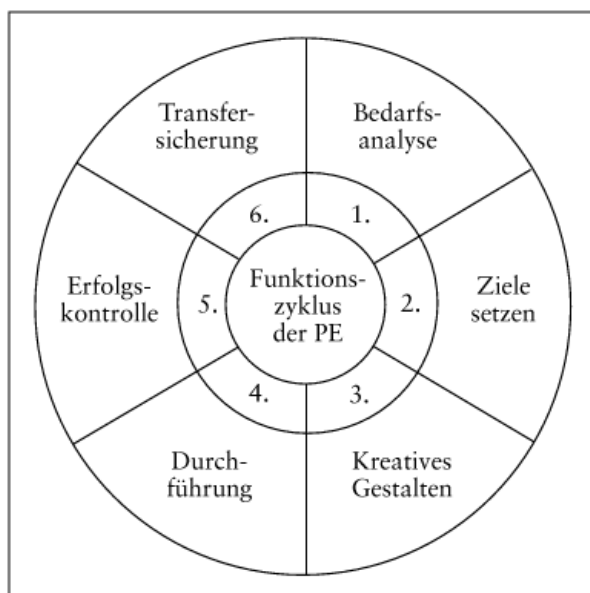 Funktions-
zyklus
der PE
1.
Bedarfs-
analyse
2.
Ziele
setzen
3.
Kreatives
Gestalten
4.
Durch-
führung
5.
Erfolgs-
kontrolle
6.
Transfer-
sicherung